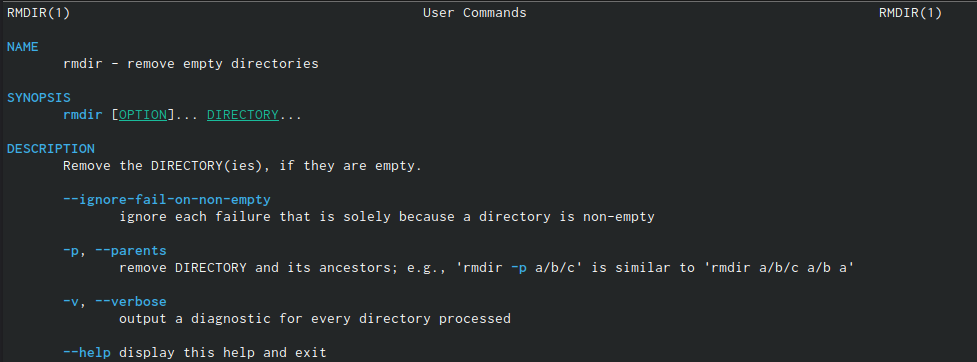 RMDIR(1) User Commands RMDIR(1)
NAME
rmdir - remove empty directories
SYNOPSIS
rmdir [OPTION]... DIRECTORY...
DESCRIPTION
Remove the DIRECTORY(ies), if they are empty.
--ignore-fail-on-non-empty
ignore each failure that is solely because a directory is non-empty
-p, --parents
remove DIRECTORY and its ancestors; e.g., 'rmdir -p a/b/c' is similar to 'rmdir a/b/c a/b a'
-v, --verbose
output a diagnostic for every directory processed
--help display this help and exit